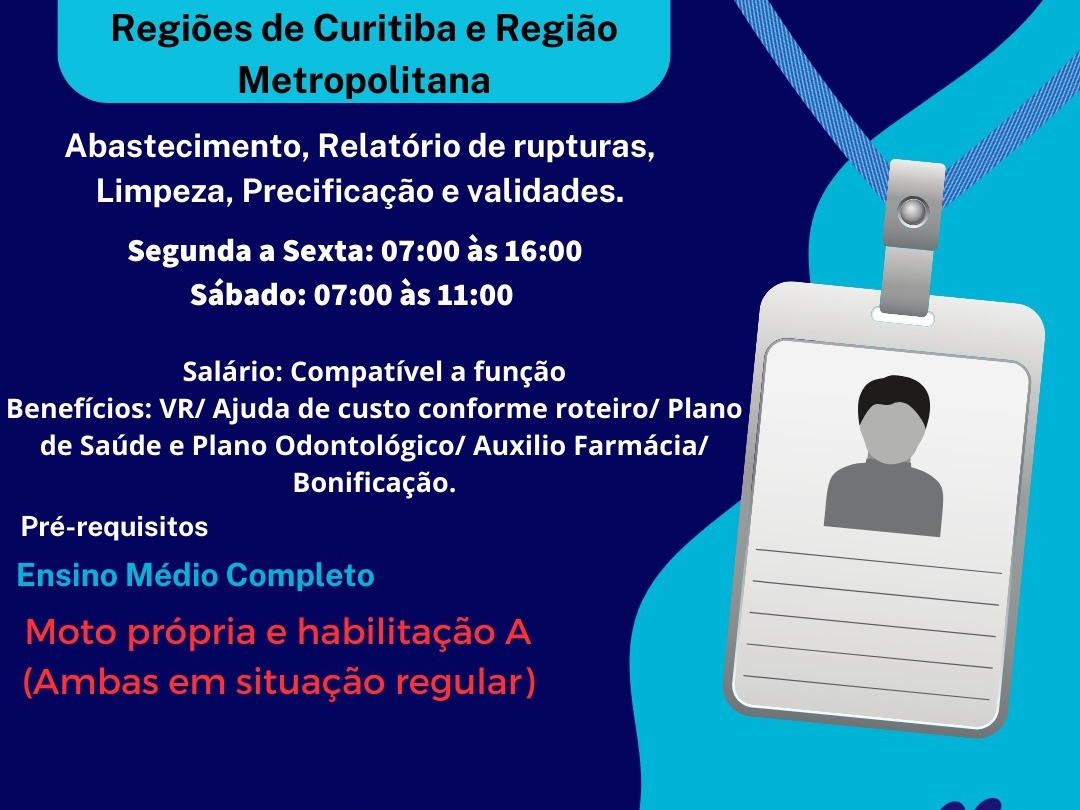 Regiões de Curitiba e Região
Metropolitana
Abastecimento, Relatório de rupturas,
Limpeza, Precificação e validades.
Segunda a Sexta: 07:00 às 16:00
Sábado: 07:00 às 11:00
Salário: Compatível a função
Benefícios: VR/ Ajuda de custo conforme roteiro/ Plano
de Saúde e Plano Odontológico/ Auxilio Farmácia/
Bonificação.
Pré-requisitos
Ensino Médio Completo
Moto própria e habilitação A
(Ambas em situação regular)